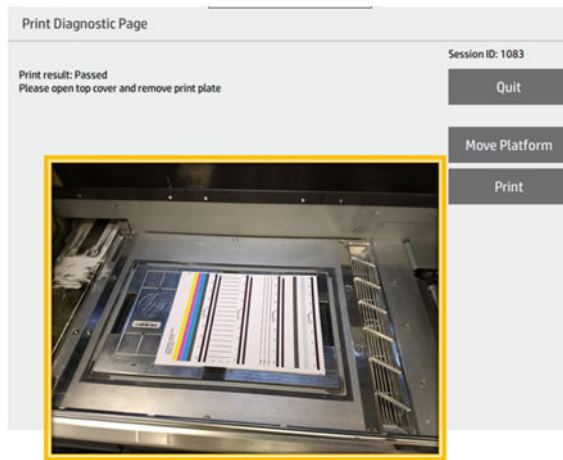 Print Diagnostic Page
Session ID: 1083
Print result: Passed
Please open top cover and remove print plate
Quit
Move Platform
Print
hp